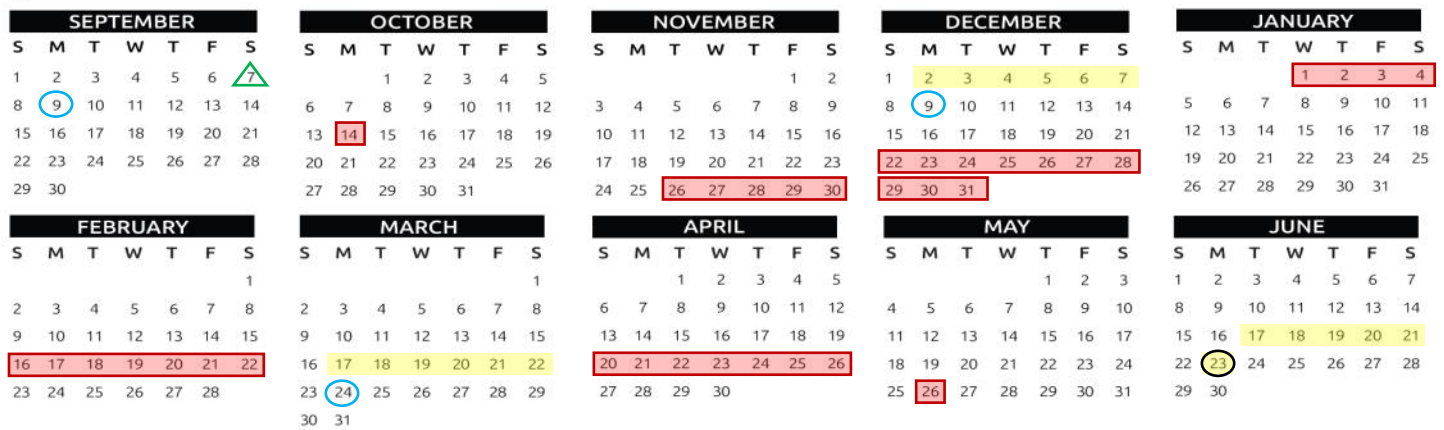 SEPTEMBER
S M T W T F S
1 2 3 4 5 6 7
8 9 10 11 12 13 14
15 16 17 18 19 20 21
22 23 24 25 26 27 28
29 30
OCTOBER
S M T W T F S
1 2 3 4 5
6 7 8 9 10 11 12
13 14 15 16 17 18 19
20 21 22 23 24 25 26
27 28 29 30 31
NOVEMBER
S M T W T F S
1 2
3 4 5 6 7 8 9
10 11 12 13 14 15 16
17 18 19 20 21 22 23
24 25 26 27 28 29 30
DECEMBER
S M T W T F S
1 2 3 4 5 6 7
8 9 10 11 12 13 14
15 16 17 18 19 20 21
22 23 24 25 26 27 28
29 30 31
JANUARY
S M T W T F S
1 2 3 4
5 6 7 8 9 10 11
12 13 14 15 16 17 18
19 20 21 22 23 24 25
26 27 28 29 30 31
FEBRUARY
S M T W T F S
1
2 3 4 5 6 7 8
9 10 11 12 13 14 15
16 17 18 19 20 21 22
23 24 25 26 27 28
MARCH
S M T W T F S
1
2 3 4 5 6 7 8
9 10 11 12 13 14 15
16 17 18 19 20 21 22
23 24 25 26 27 28 29
30 31
APRIL
S M T W T F S
1 2 3 4 5
6 7 8 9 10 11 12
13 14 15 16 17 18 19
20 21 22 23 24 25 26
27 28 29 30
MAY
S M T W T F S
1 2 3
4 5 6 7 8 9 10
11 12 13 14 15 16 17
18 19 20 21 22 23 24
25 26 27 28 29 30 31
JUNE
S M T W T F S
1 2 3 4 5 6 7
8 9 10 11 12 13 14
15 16 17 18 19 20 21
22 23 24 25 26 27 28
29 30